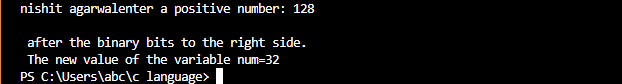 nishit agarwalenter a positive number: 128
after the binary bits to the right side.
The new value of the variable num=32
PS C:\Users\abc\c language>